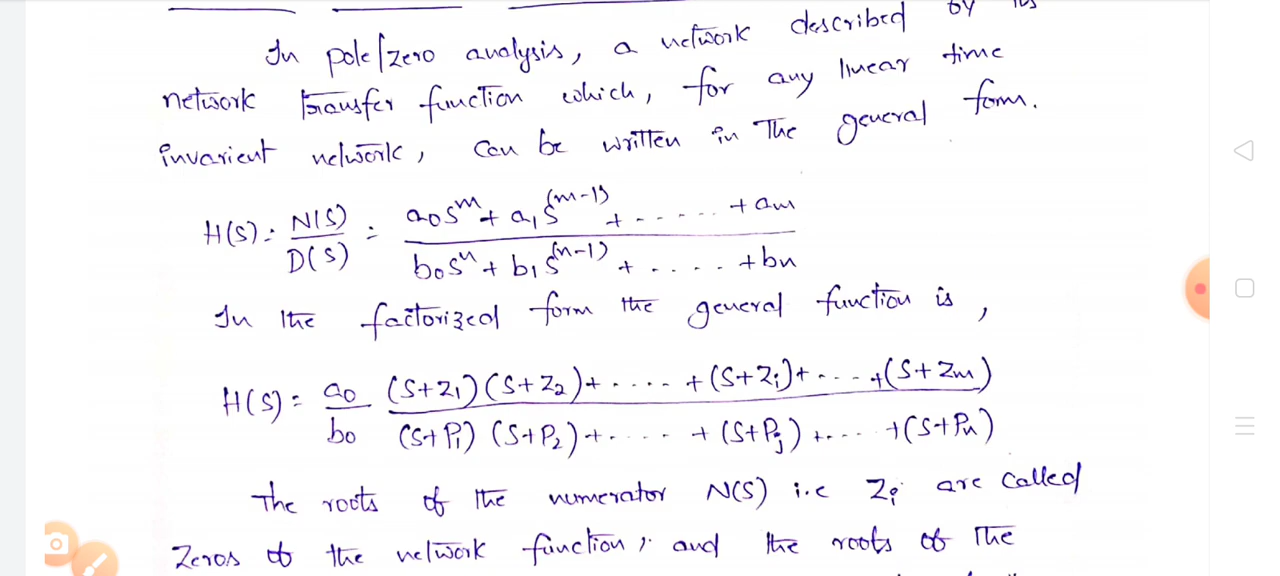 In pole/zero analysis, a network described by its
network transfer function which, for any linear time
invarient network, can be written in the general form.
H(s) = N(s)/D(s) = (a0s^m + a1s^(m-1) + ...... + am)/(b0s^n + b1s^(n-1) + .... + bn)
In the factorized form the general function is,
H(s) = a0/b0 (s+z1)(s+z2)+ ..... +(s+zi)+ ... +(s+zm)/(s+p1)(s+p2)+ ..... +(s+pj)+ .... +(s+pn)
The roots of the numerator N(s) i.e Zi are called
Zeros of the network function, and the roots of the